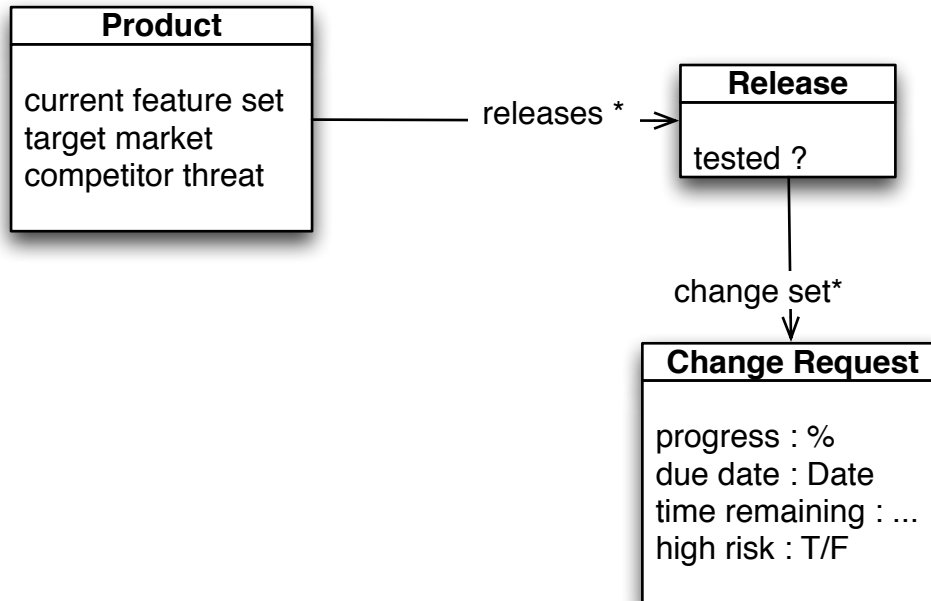 Product
current feature set
target market
competitor threat
releases *
Release
tested ?
change set*
Change Request
progress : %
due date : Date
time remaining : ...
high risk : T/F